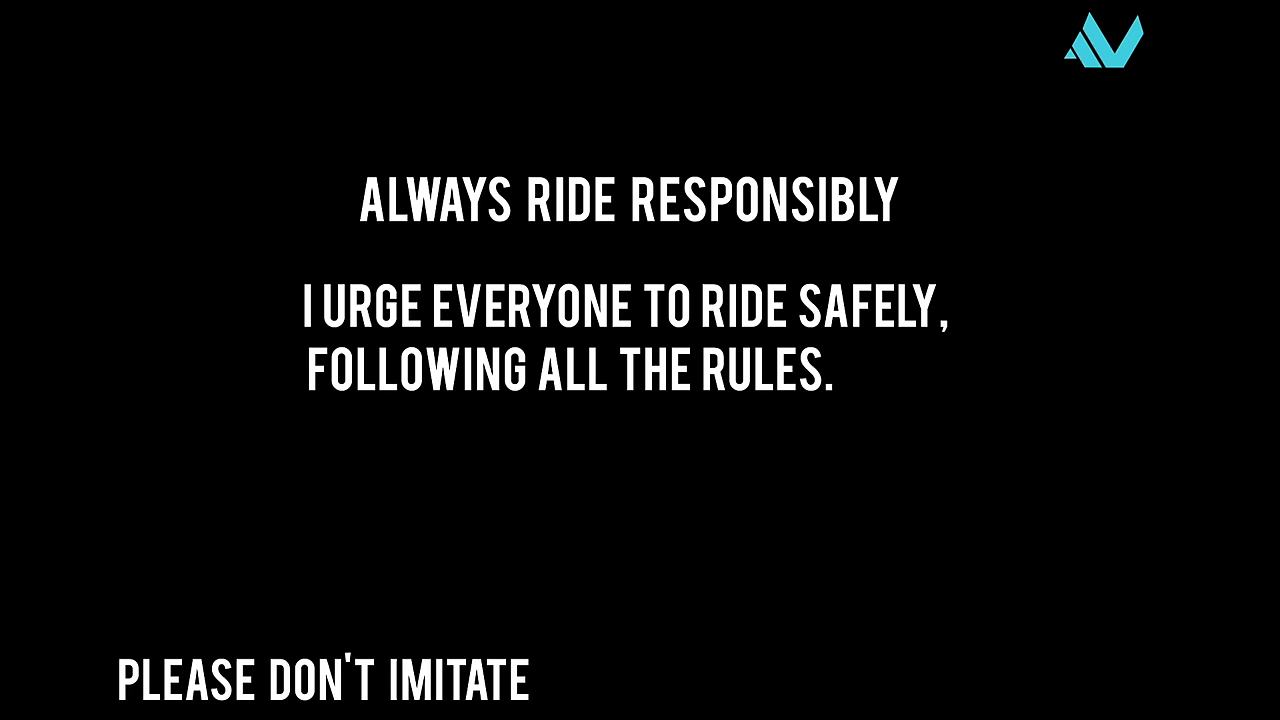 ALWAYS RIDE RESPONSIBLY
I URGE EVERYONE TO RIDE SAFELY,
FOLLOWING ALL THE RULES.
PLEASE DON'T IMITATE